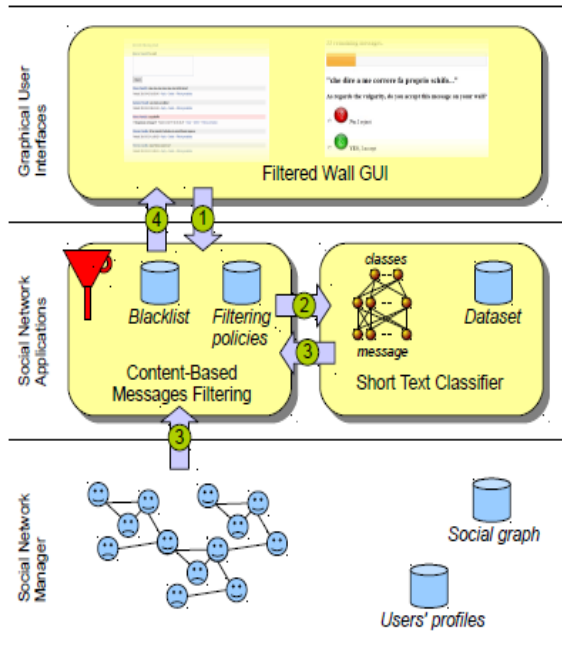 Graphical User
Interfaces
"che dire a me correre fa proprio schifo..."
As regards the vulgarity, do you accept this message on your wall?
No, I reject
YES, I accept
Filtered Wall GUI
4
1
Social Network
Applications
Blacklist
Filtering
policies
Content-Based
Messages Filtering
2
3
classes
message
Dataset
Short Text Classifier
3
Social Network
Manager
Social graph
Users' profiles